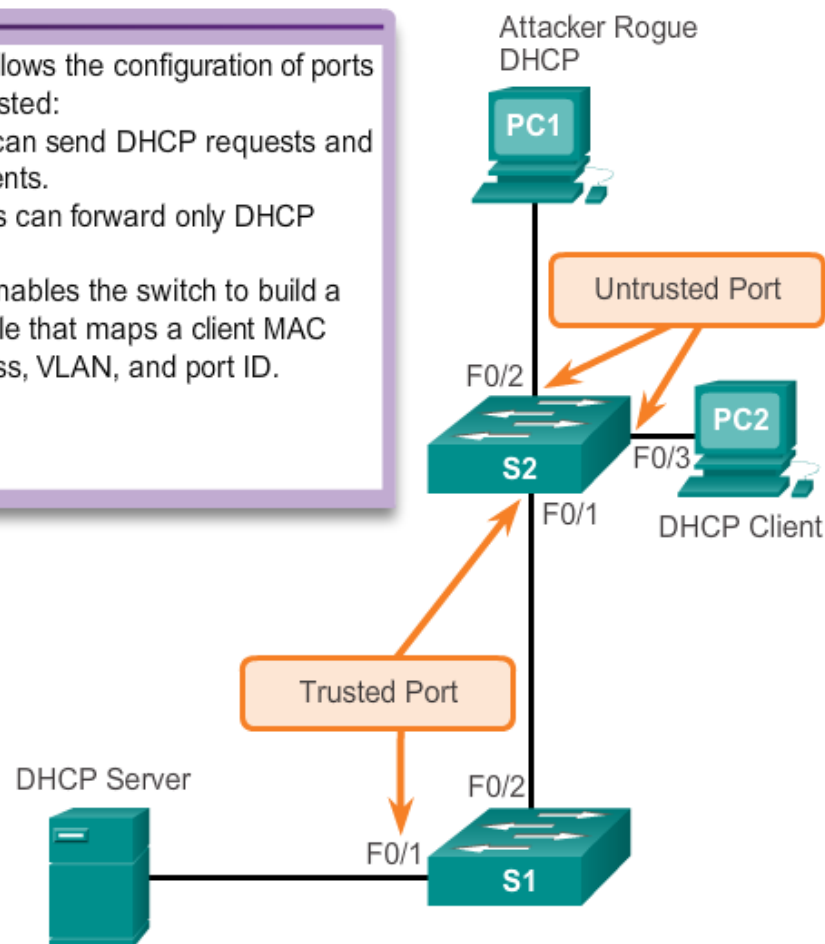 lows the configuration of ports
sted:
can send DHCP requests and
ents.
s can forward only DHCP
nables the switch to build a
le that maps a client MAC
ss, VLAN, and port ID.
Attacker Rogue
DHCP
PC1
Untrusted Port
F0/2
PC2
S2
F0/3
F0/1
DHCP Client
Trusted Port
DHCP Server
F0/2
F0/1
S1